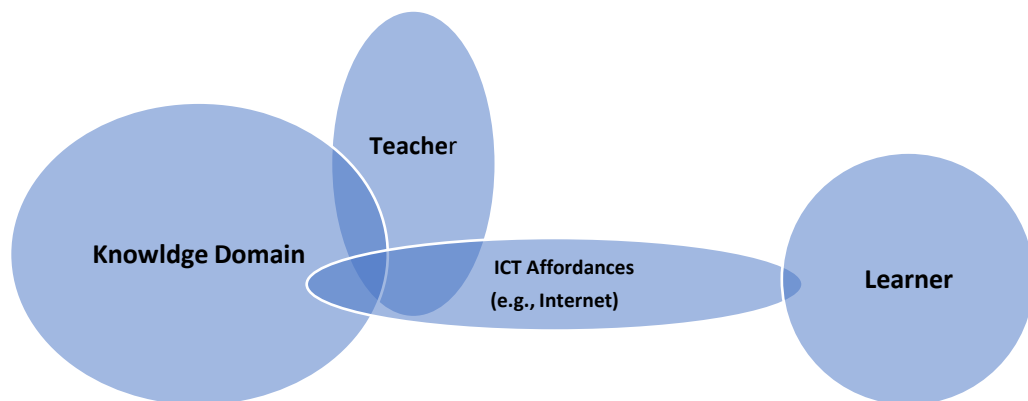 Teacher
Knowldge Domain
ICT Affordances
(e.g., Internet)
Learner